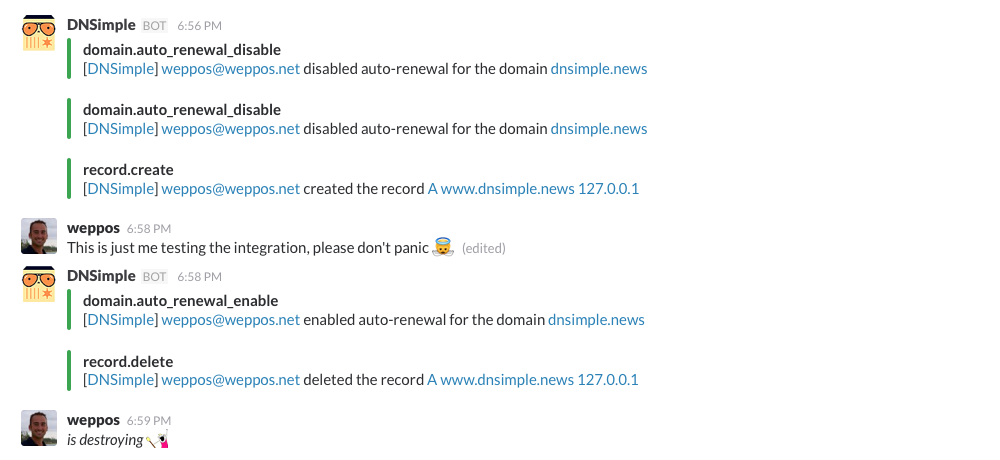 DNSimple BOT 6:56 PM
domain.auto_renewal_disable
[DNSimple] weppos@weppos.net disabled auto-renewal for the domain dnsimple.news
domain.auto_renewal_disable
[DNSimple] weppos@weppos.net disabled auto-renewal for the domain dnsimple.news
record.create
[DNSimple] weppos@weppos.net created the record A www.dnsimple.news 127.0.0.1
weppos 6:58 PM
This is just me testing the integration, please don't panic (edited)
DNSimple BOT 6:58 PM
domain.auto_renewal_enable
[DNSimple] weppos@weppos.net enabled auto-renewal for the domain dnsimple.news
record.delete
[DNSimple] weppos@weppos.net deleted the record A www.dnsimple.news 127.0.0.1
weppos 6:59 PM
is destroying